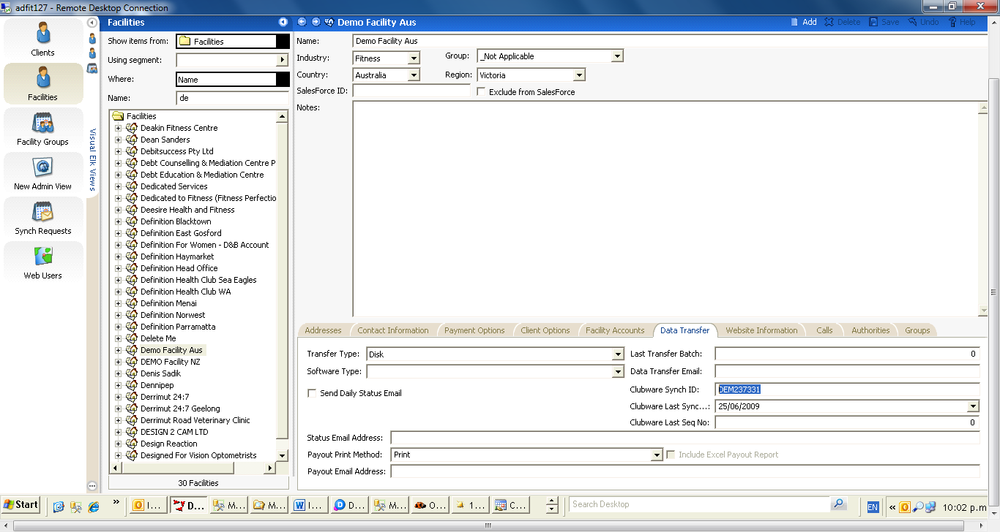 adfit127 - Remote Desktop Connection
Clients
Facilities
Facility Groups
New Admin View
Synch Requests
Web Users
Visual Elk Views
Facilities
Show items from: Facilities
Using segment:
Where: Name
Name: de
Facilities
Deakin Fitness Centre
Dean Sanders
Debitsuccess Pty Ltd
Debt Counselling & Mediation Centre P
Debt Education & Mediation Centre
Dedicated Services
Dedicated to Fitness (Fitness Perfectio
Deesire Health and Fitness
Definition Blacktown
Definition East Gosford
Definition For Women - D&B Account
Definition Haymarket
Definition Head Office
Definition Health Club Sea Eagles
Definition Health Club WA
Definition Menai
Definition Norwest
Definition Parramatta
Delete Me
Demo Facility Aus
DEMO Facility NZ
Denis Sadik
Dennipep
Derrimut 24:7
Derrimut 24:7 Geelong
Derrimut Road Veterinary Clinic
DESIGN 2 CAM LTD
Design Reaction
Designed For Vision Optometrists
30 Facilities
Demo Facility Aus
Add Delete Save Undo Help
Name: Demo Facility Aus
Industry: Fitness Group: _Not Applicable
Country: Australia Region: Victoria
SalesForce ID: Exclude from SalesForce
Notes:
Addresses Contact Information Payment Options Client Options Facility Accounts Data Transfer Website Information Calls Authorities Groups
Transfer Type: Disk Last Transfer Batch: 0
Software Type: Data Transfer Email:
Send Daily Status Email Clubware Synch ID: DEM237331
Clubware Last Sync...: 25/06/2009
Clubware Last Seq No: 0
Status Email Address:
Payout Print Method: Print Include Excel Payout Report
Payout Email Address:
Start » I... D... M... M... I... D... M... O... 1... C... Search Desktop EN « 10:02 p.m